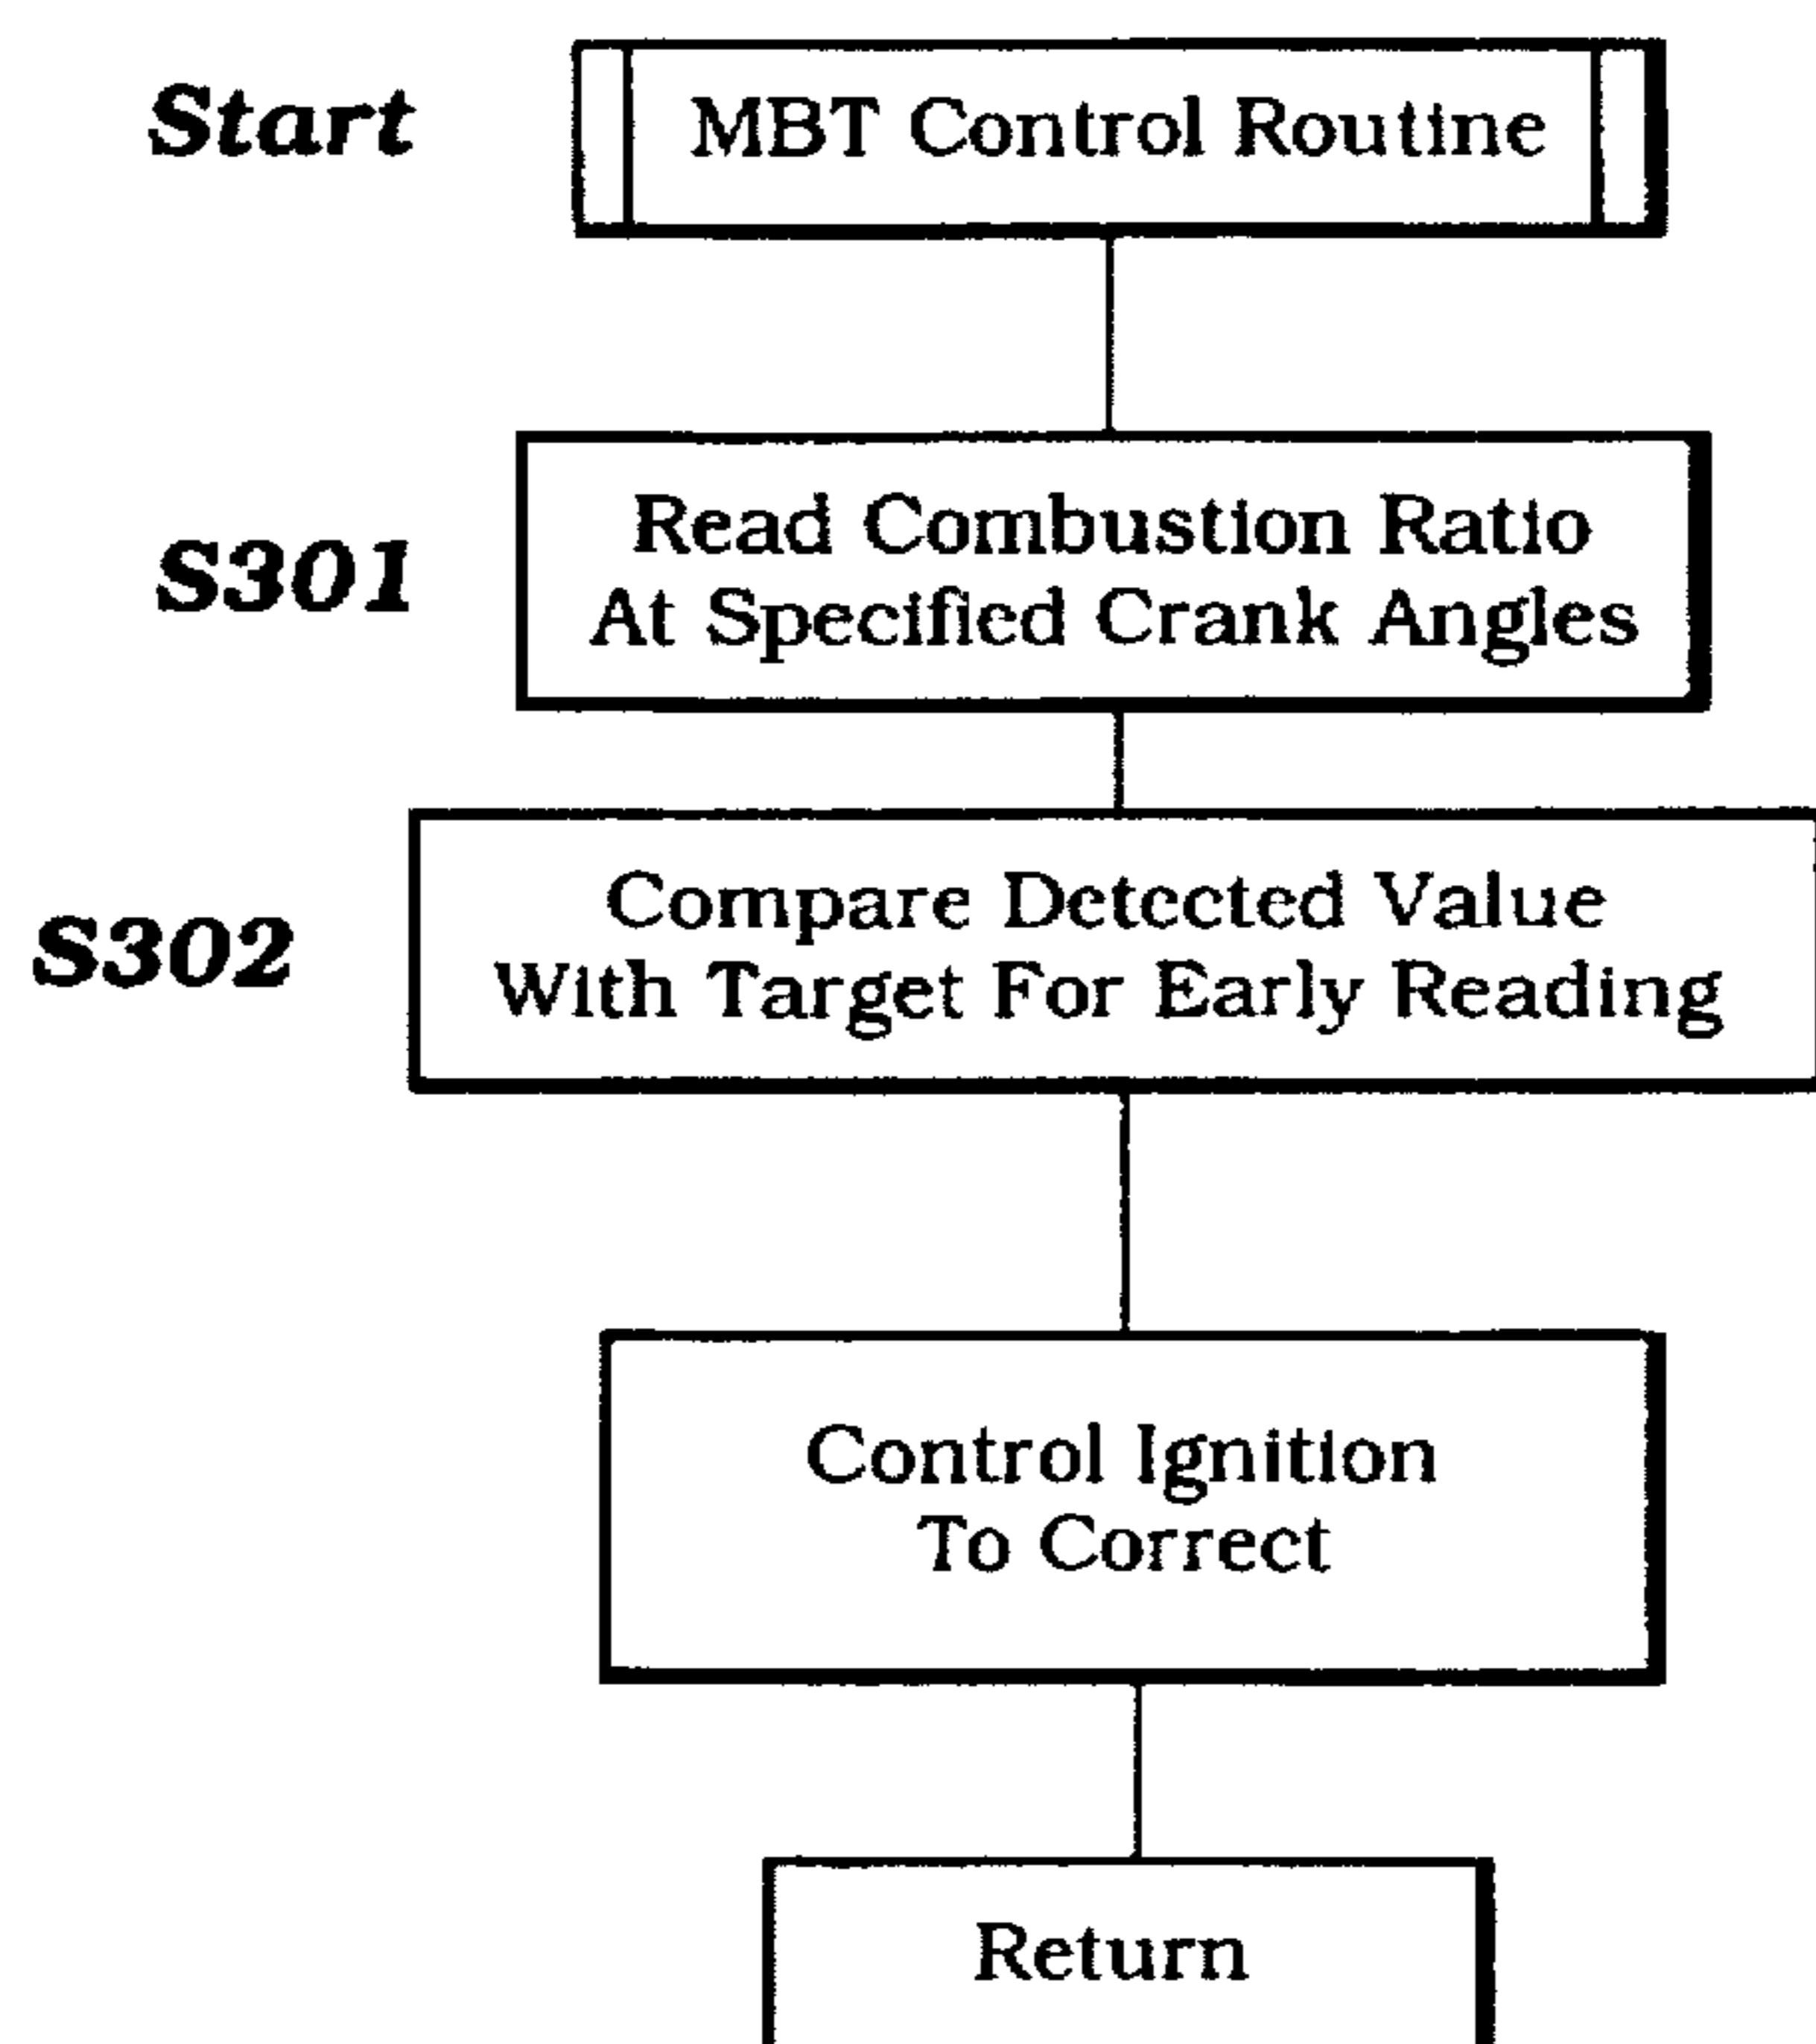 Start
MBT Control Routine
S301
Read Combustion Ratio
At Specified Crank Angles
S302
Compare Detected Value
With Target For Early Reading
Control Ignition
To Correct
Return